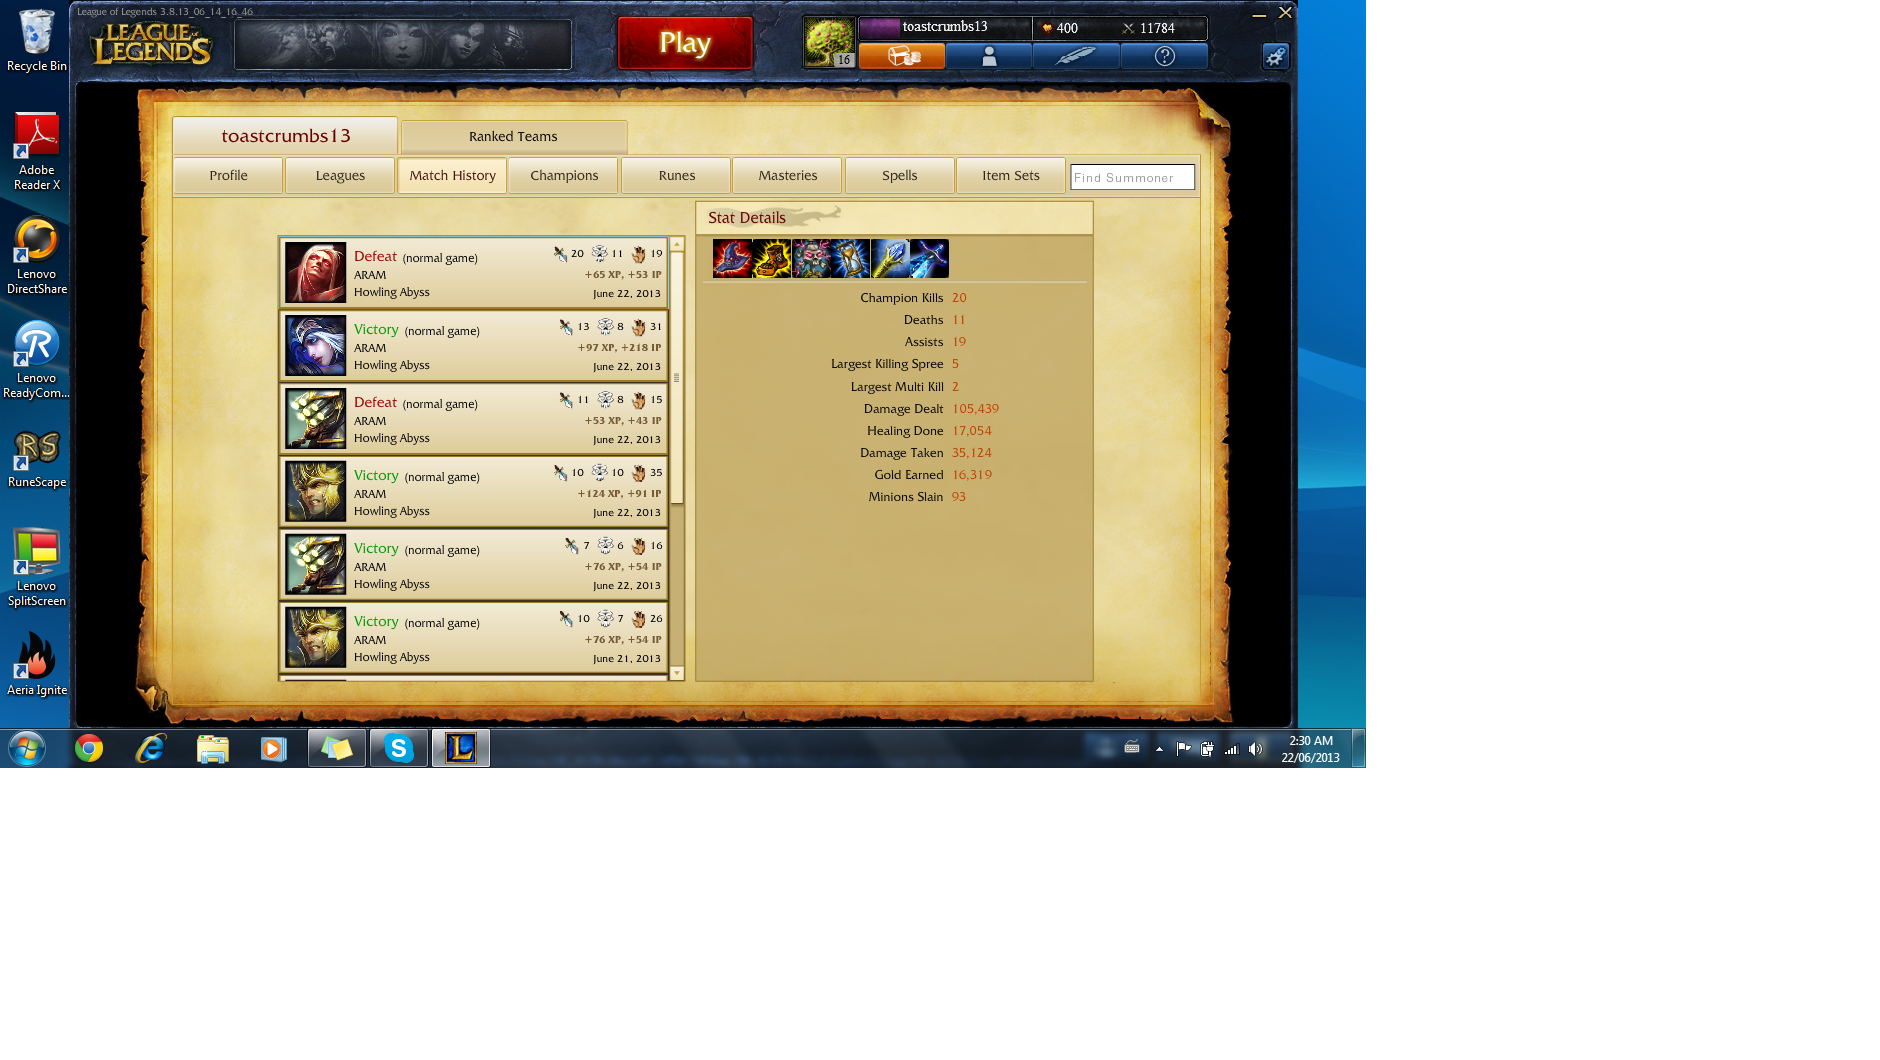 League of Legends 3.8.13_06_14_16_46
LEAGUE OF LEGENDS
Play
16
toastcrumbs13
400
11784
Recycle Bin
Adobe
Reader X
Lenovo
DirectShare
Lenovo
ReadyCom...
RuneScape
Lenovo
SplitScreen
Aeria Ignite
toastcrumbs13
Ranked Teams
Profile
Leagues
Match History
Champions
Runes
Masteries
Spells
Item Sets
Find Summoner
Defeat (normal game) 20 11 19
ARAM +65 XP, +53 IP
Howling Abyss June 22, 2013
Victory (normal game) 13 8 31
ARAM +97 XP, +218 IP
Howling Abyss June 22, 2013
Defeat (normal game) 11 8 15
ARAM +53 XP, +43 IP
Howling Abyss June 22, 2013
Victory (normal game) 10 10 35
ARAM +124 XP, +91 IP
Howling Abyss June 22, 2013
Victory (normal game) 7 6 16
ARAM +76 XP, +54 IP
Howling Abyss June 22, 2013
Victory (normal game) 10 7 26
ARAM +76 XP, +54 IP
Howling Abyss June 21, 2013
Stat Details
Champion Kills 20
Deaths 11
Assists 19
Largest Killing Spree 5
Largest Multi Kill 2
Damage Dealt 105,439
Healing Done 17,054
Damage Taken 35,124
Gold Earned 16,319
Minions Slain 93
2:30 AM
22/06/2013